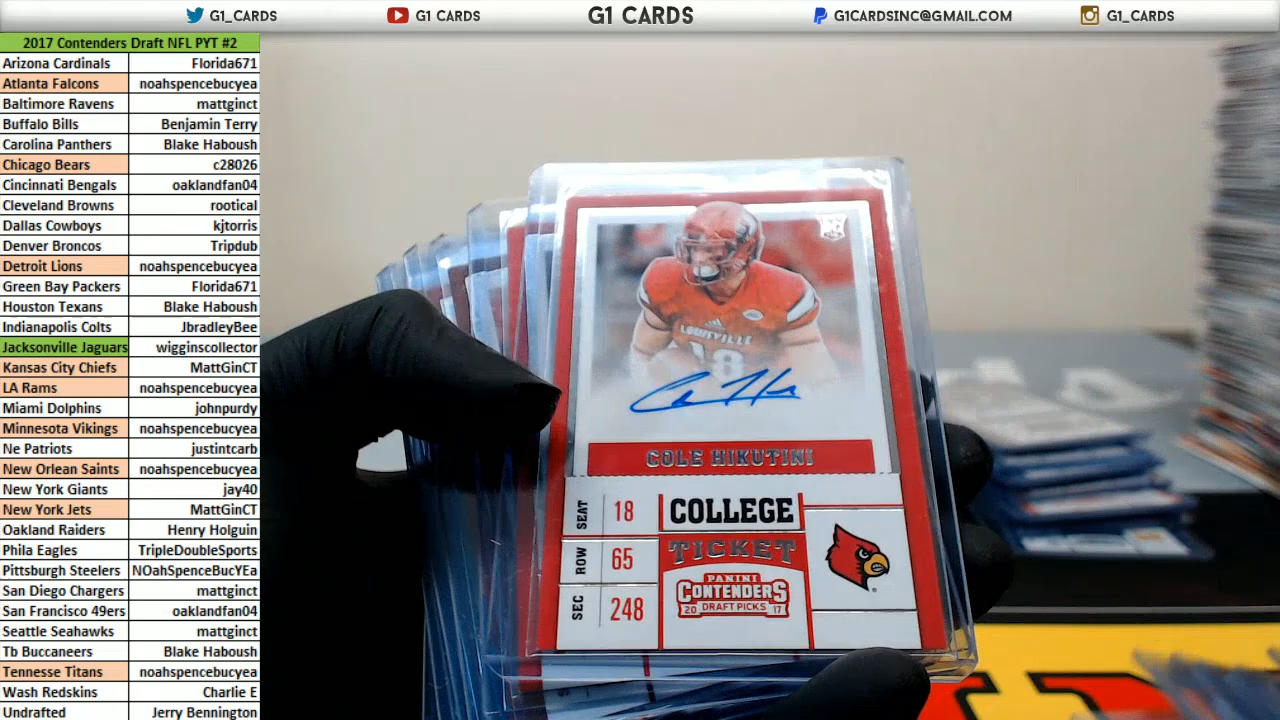 G1_CARDS G1 CARDS G1 CARDS G1CARDSINC@GMAIL.COM G1_CARDS
2017 Contenders Draft NFL PYT #2
Arizona Cardinals Florida671
Atlanta Falcons noahspencebucyea
Baltimore Ravens mattginct
Buffalo Bills Benjamin Terry
Carolina Panthers Blake Haboush
Chicago Bears c28026
Cincinnati Bengals oaklandfan04
Cleveland Browns rootical
Dallas Cowboys kjtorris
Denver Broncos Tripdub
Detroit Lions noahspencebucyea
Green Bay Packers Florida671
Houston Texans Blake Haboush
Indianapolis Colts JbradleyBee
Jacksonville Jaguars wigginscollector
Kansas City Chiefs MattGinCT
LA Rams noahspencebucyea
Miami Dolphins johnpurdy
Minnesota Vikings noahspencebucyea
Ne Patriots justintcarb
New Orlean Saints noahspencebucyea
New York Giants jay40
New York Jets MattGinCT
Oakland Raiders Henry Holguin
Phila Eagles TripleDoubleSports
Pittsburgh Steelers NOahSpenceBucYEa
San Diego Chargers mattginct
San Francisco 49ers oaklandfan04
Seattle Seahawks mattginct
Tb Buccaneers Blake Haboush
Tennesse Titans noahspencebucyea
Wash Redskins Charlie E
Undrafted Jerry Bennington
LOUISVILLE
18
COLE HIKUTINI
SEAT 18
ROW 65
SEC 248
COLLEGE
TICKET
PANINI
CONTENDERS
20 DRAFT PICKS 17